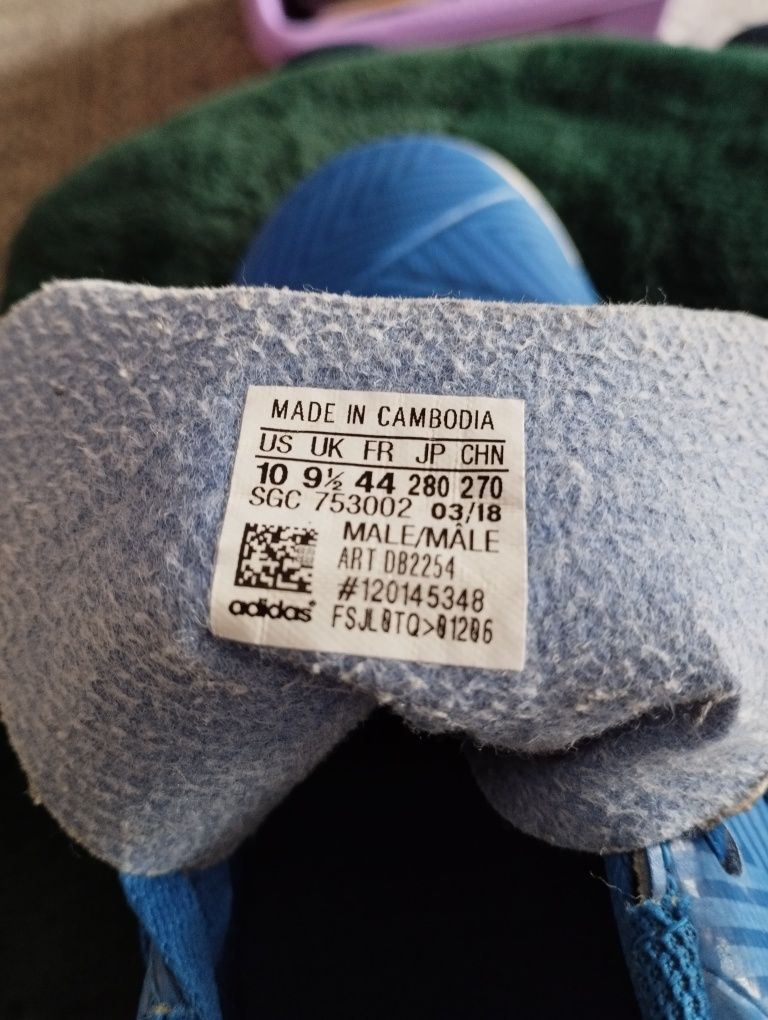 MADE IN CAMBODIA
US UK FR JP CHN
10 9½ 44 280 270
SGC 753002 03/18
MALE/MÂLE
ART DB2254
#120145348
adidas FSJL0TQ>01206